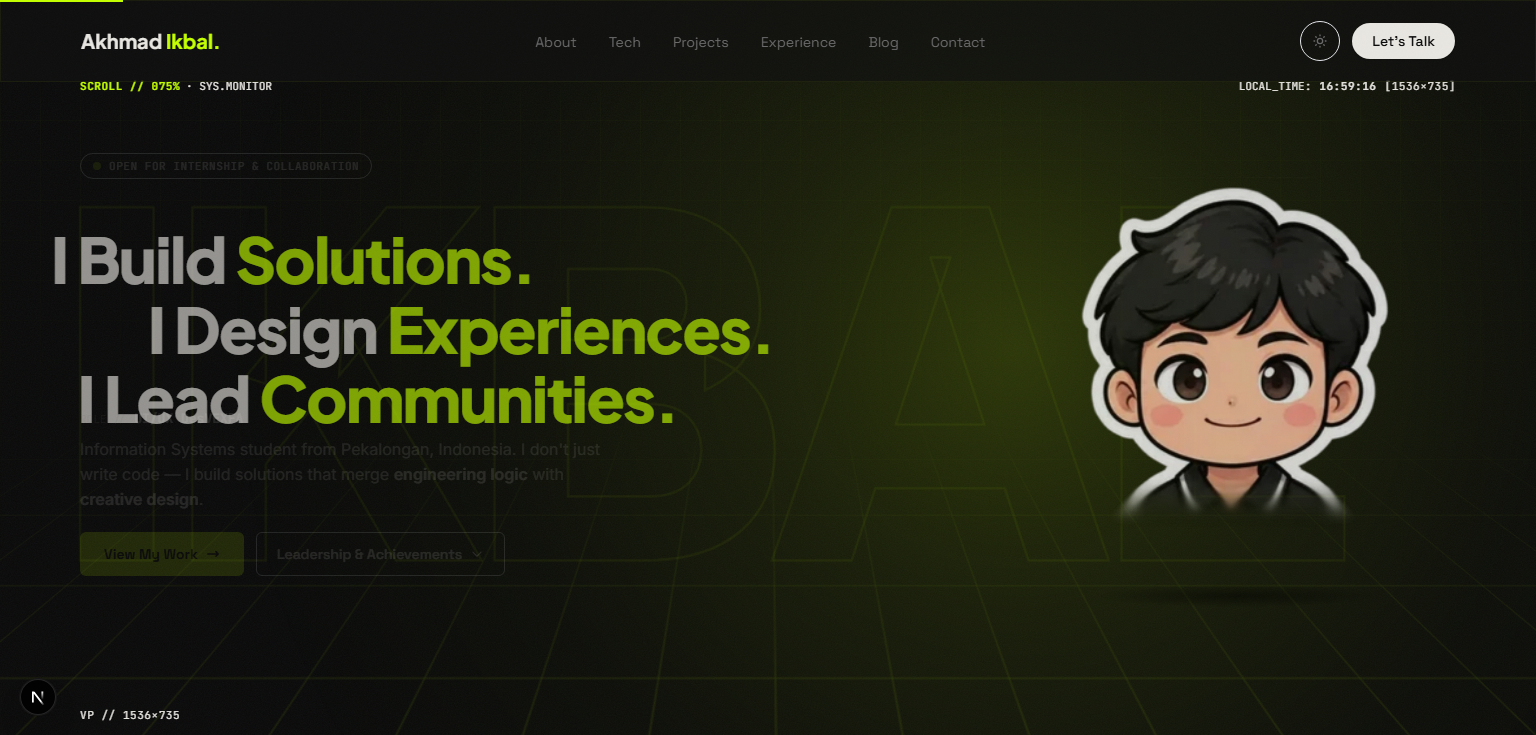 Akhmad Ikbal.
About Tech Projects Experience Blog Contact
Let's Talk
SCROLL // 075% · SYS.MONITOR
LOCAL_TIME: 16:59:16 [1536×735]
OPEN FOR INTERNSHIP & COLLABORATION
IKBAL
I Build Solutions.
I Design Experiences.
I Lead Communities.
Information Systems student from Pekalongan, Indonesia. I don't just
write code — I build solutions that merge engineering logic with
creative design.
View My Work →
Leadership & Achievements
N
VP // 1536×735